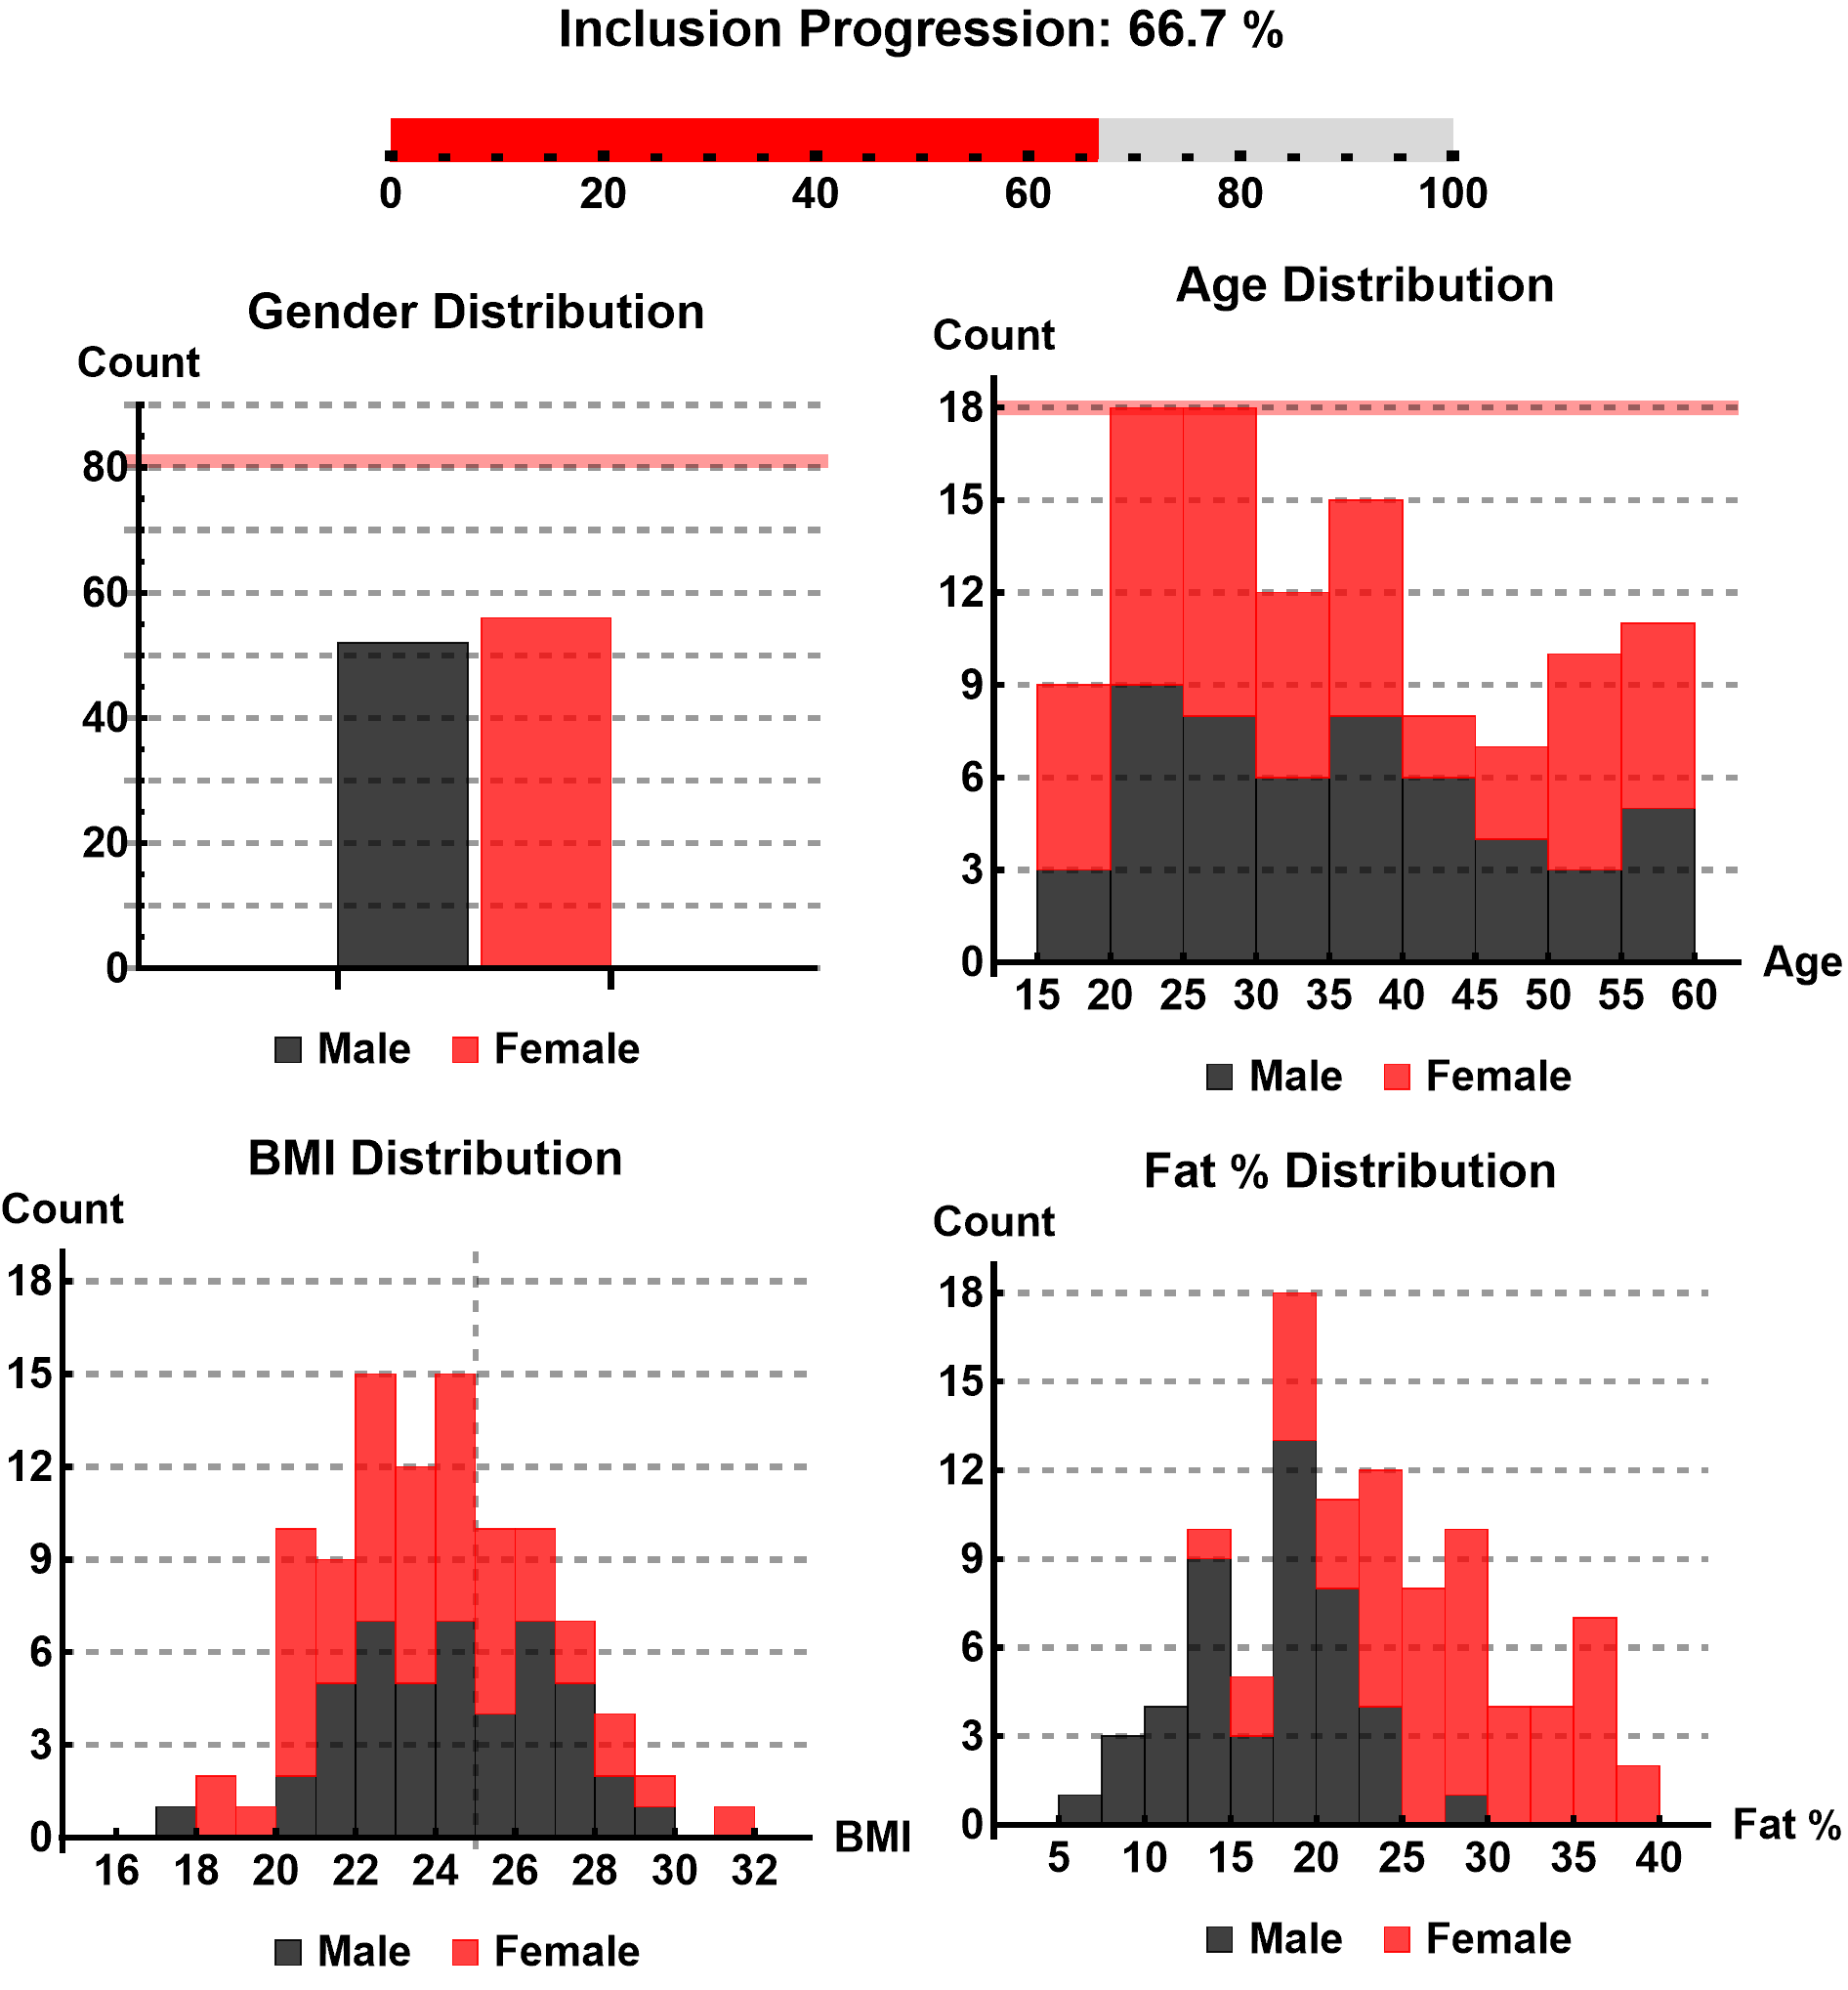 Inclusion Progression: 66.7 %
0 20 40 60 80 100
Gender Distribution
Count
80
60
40
20
0
Male Female
Age Distribution
Count
18
15
12
9
6
3
0
15 20 25 30 35 40 45 50 55 60
Age
Male Female
BMI Distribution
Count
18
15
12
9
6
3
0
16 18 20 22 24 26 28 30 32
BMI
Male Female
Fat % Distribution
Count
18
15
12
9
6
3
0
5 10 15 20 25 30 35 40
Fat %
Male Female